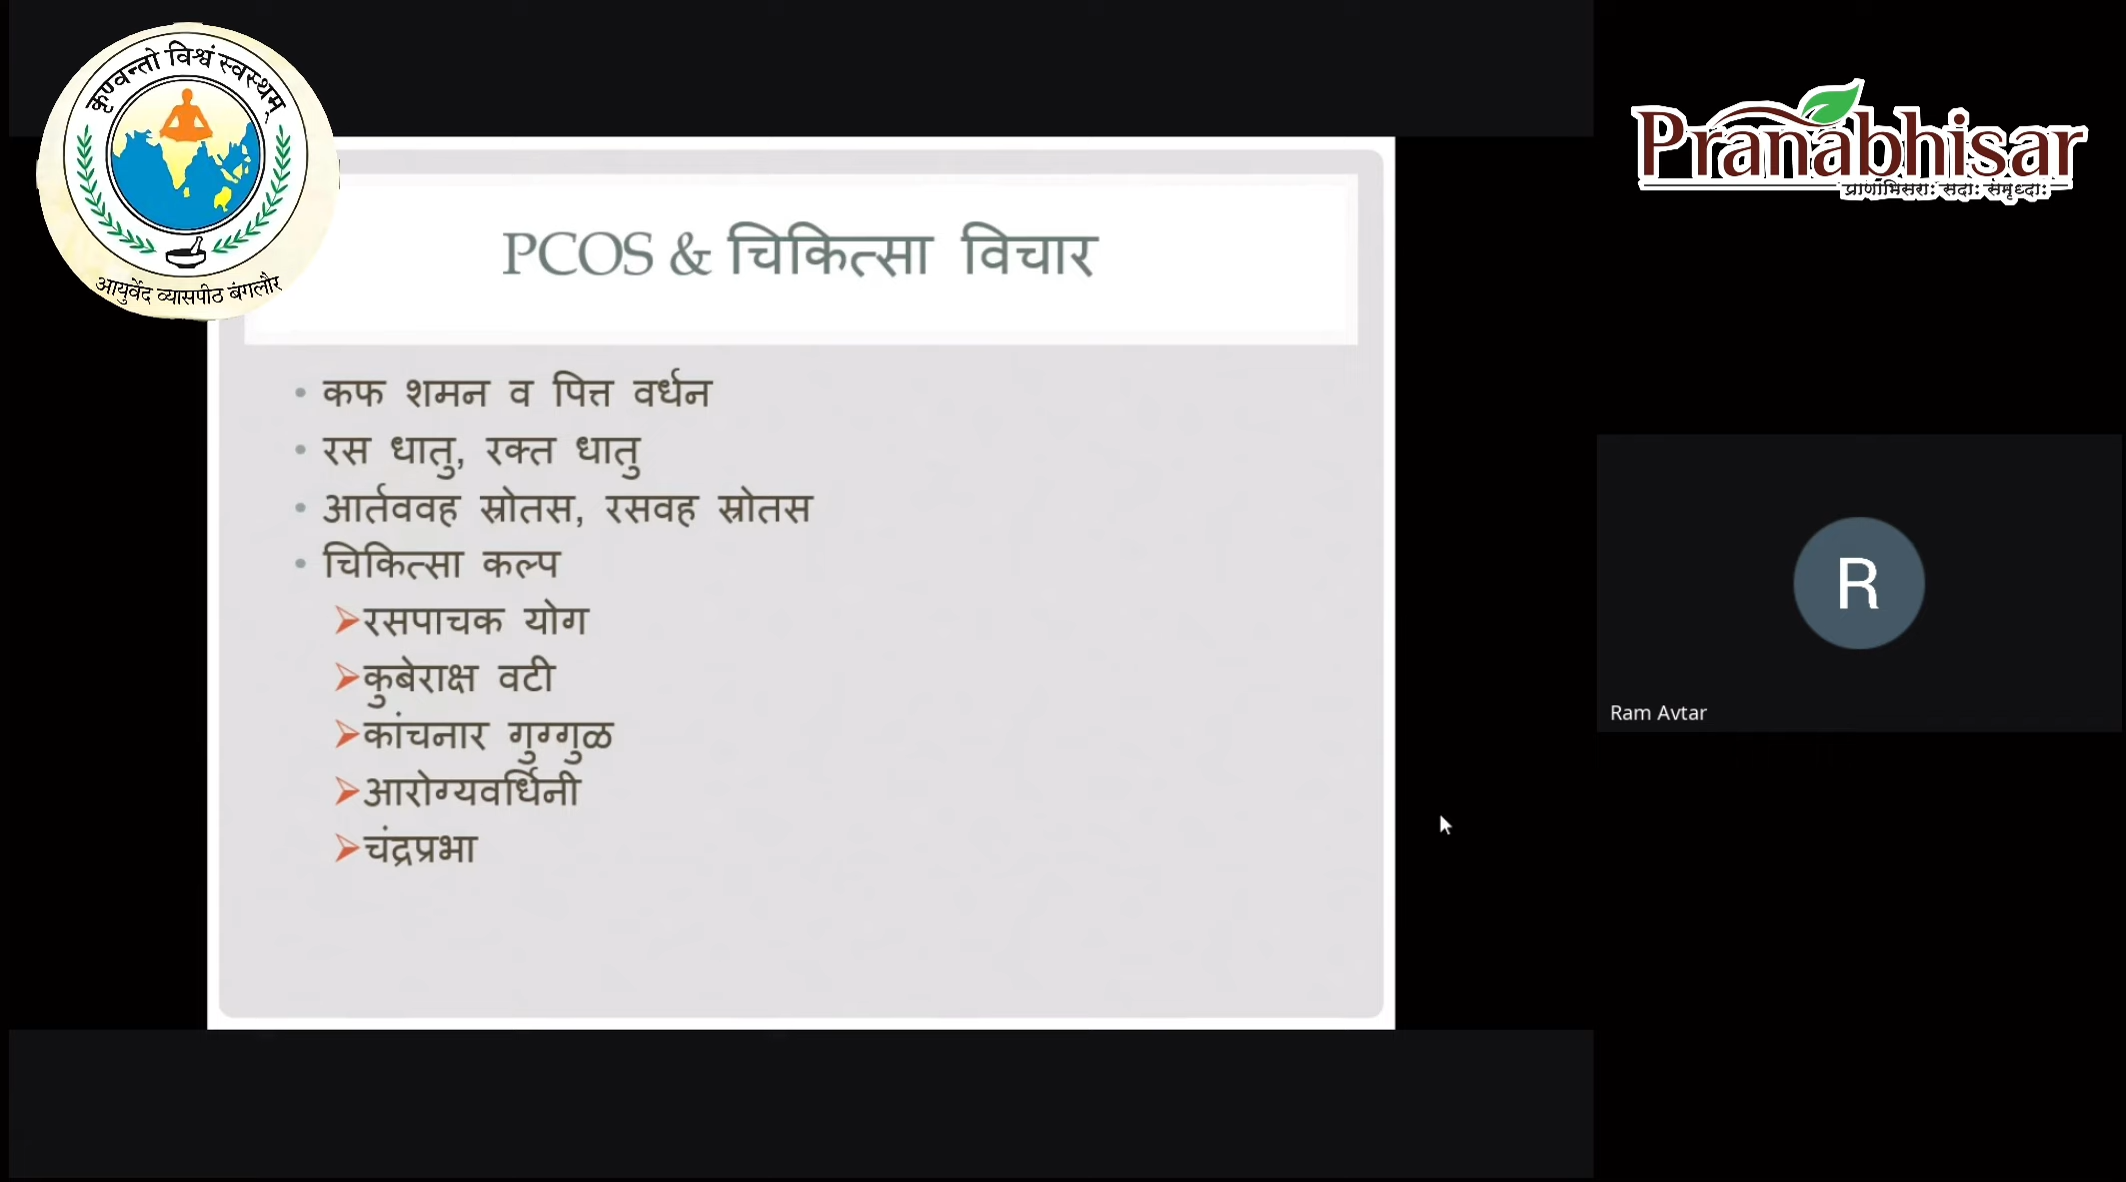 कृण्वन्तो विश्वं स्वस्थम्
आयुर्वेद व्यासपीठ बंगलौर
Pranabhisar
प्राणाभिसराः सदाः संमृध्दाः
PCOS & चिकित्सा विचार
• कफ शमन व पित्त वर्धन
• रस धातु, रक्त धातु
• आर्तववह स्रोतस, रसवह स्रोतस
• चिकित्सा कल्प
➢रसपाचक योग
➢कुबेराक्ष वटी
➢कांचनार गुग्गुळ
➢आरोग्यवर्धिनी
➢चंद्रप्रभा
R
Ram Avtar